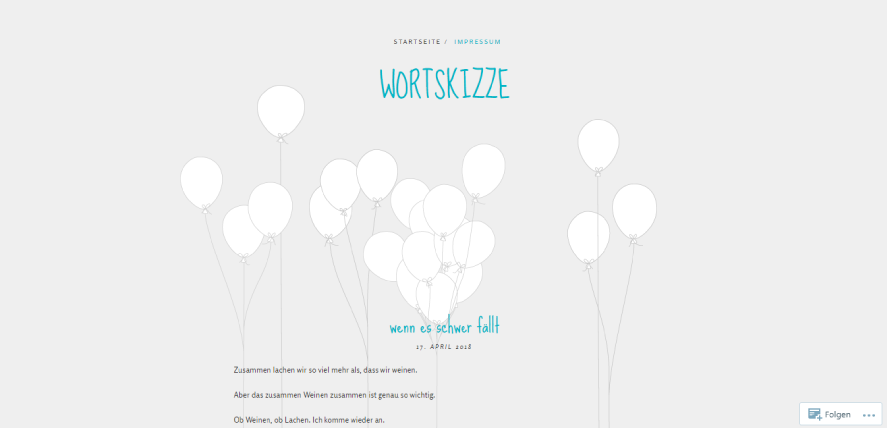 STARTSEITE / IMPRESSUM
WORTSKIZZE
wenn es schwer fällt
17. APRIL 2018
Zusammen lachen wir so viel mehr als, dass wir weinen.
Aber das zusammen Weinen zusammen ist genau so wichtig.
Ob Weinen, ob Lachen. Ich komme wieder an.
Folgen